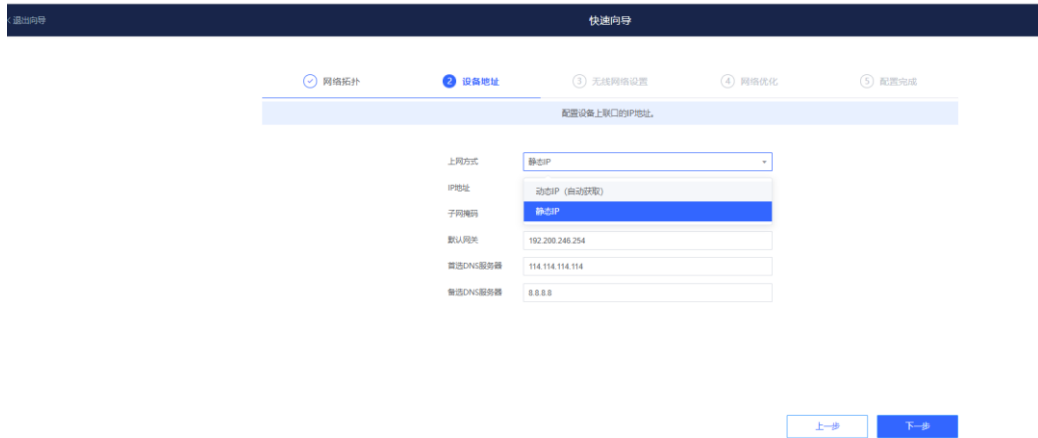 < 退出向导
快速向导
网络拓扑
2 设备地址
3 无线网络设置
4 网络优化
5 配置完成
配置设备上联口的IP地址。
上网方式 静态IP
IP地址 动态IP（自动获取）
子网掩码 静态IP
默认网关 192.200.246.254
首选DNS服务器 114.114.114.114
备选DNS服务器 8.8.8.8
上一步 下一步